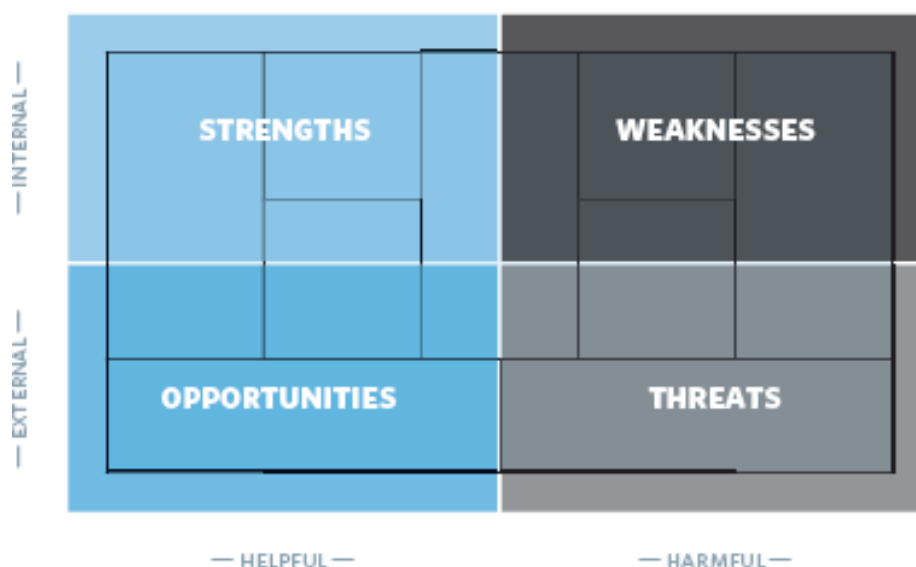 — INTERNAL —
STRENGTHS
WEAKNESSES
— EXTERNAL —
OPPORTUNITIES
THREATS
— HELPFUL —
— HARMFUL —